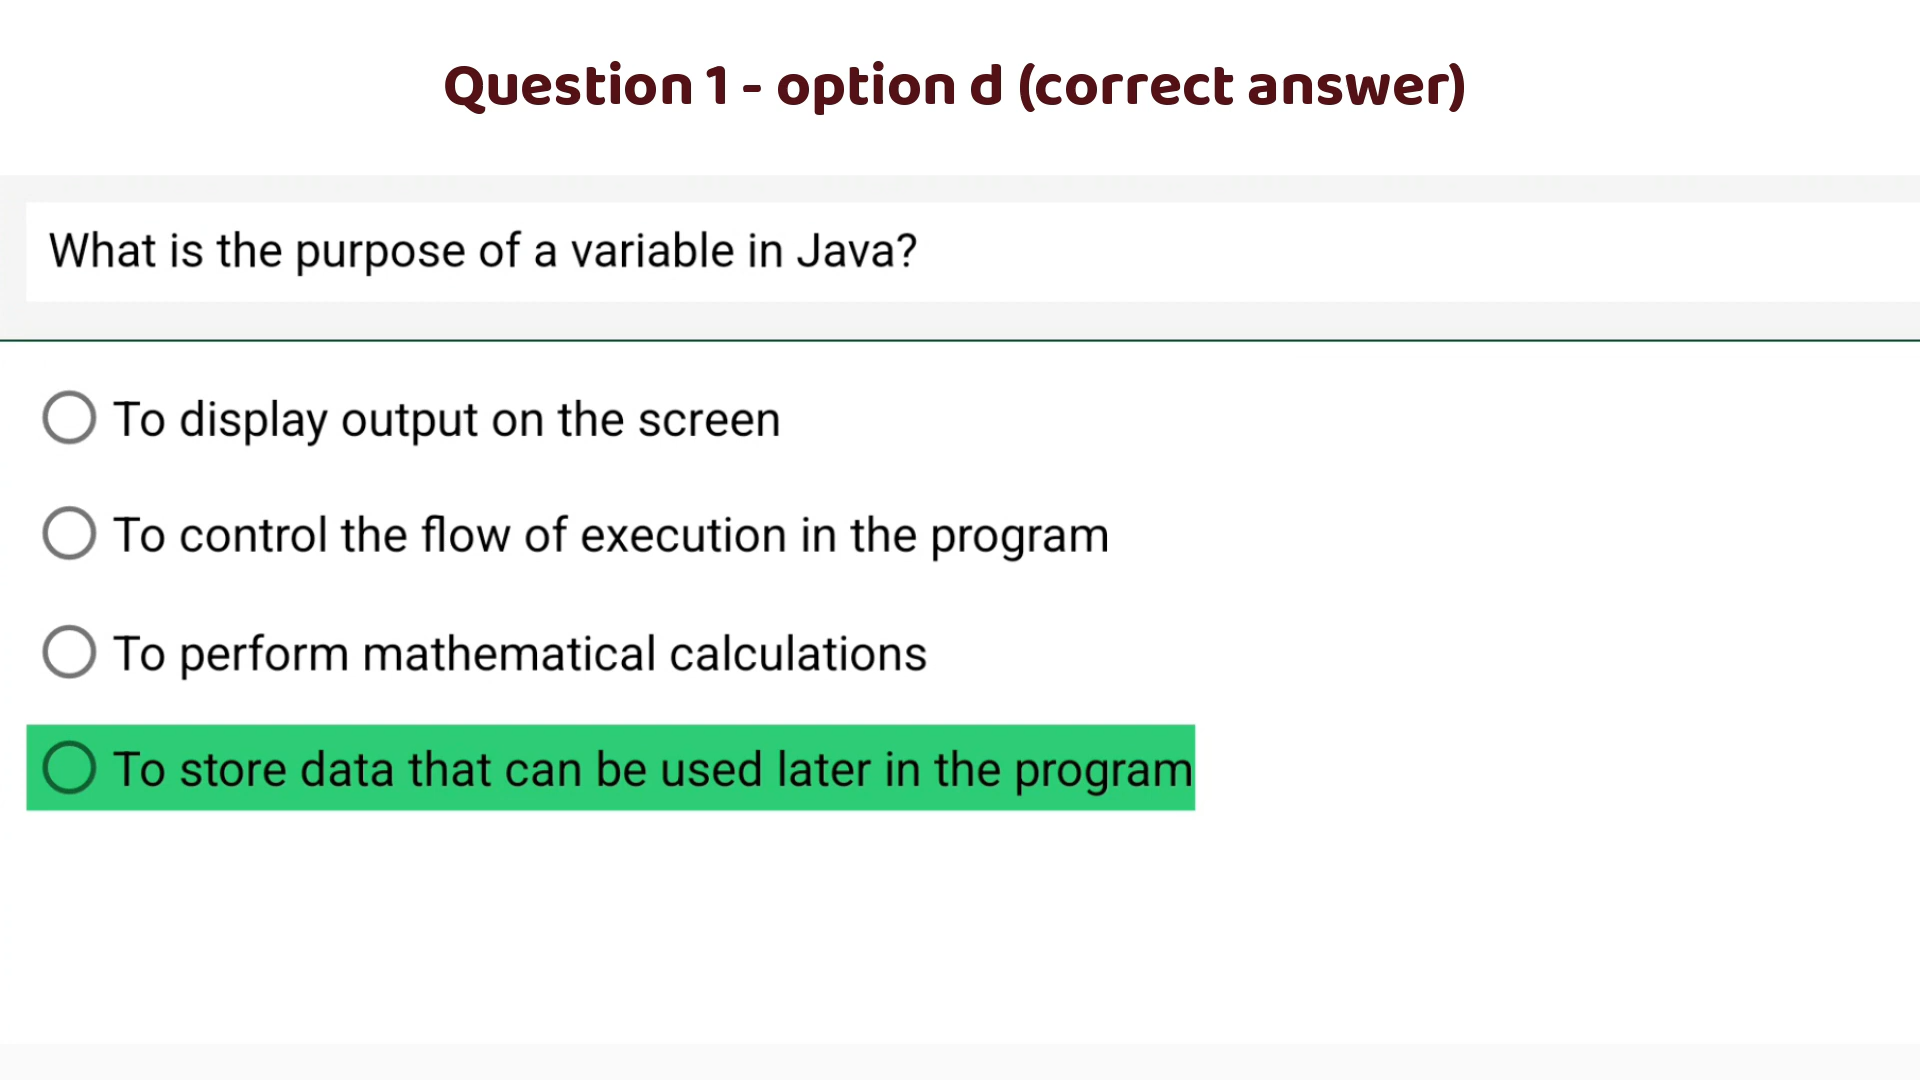 Question 1 - option d (correct answer)
What is the purpose of a variable in Java?
To display output on the screen
To control the flow of execution in the program
To perform mathematical calculations
To store data that can be used later in the program